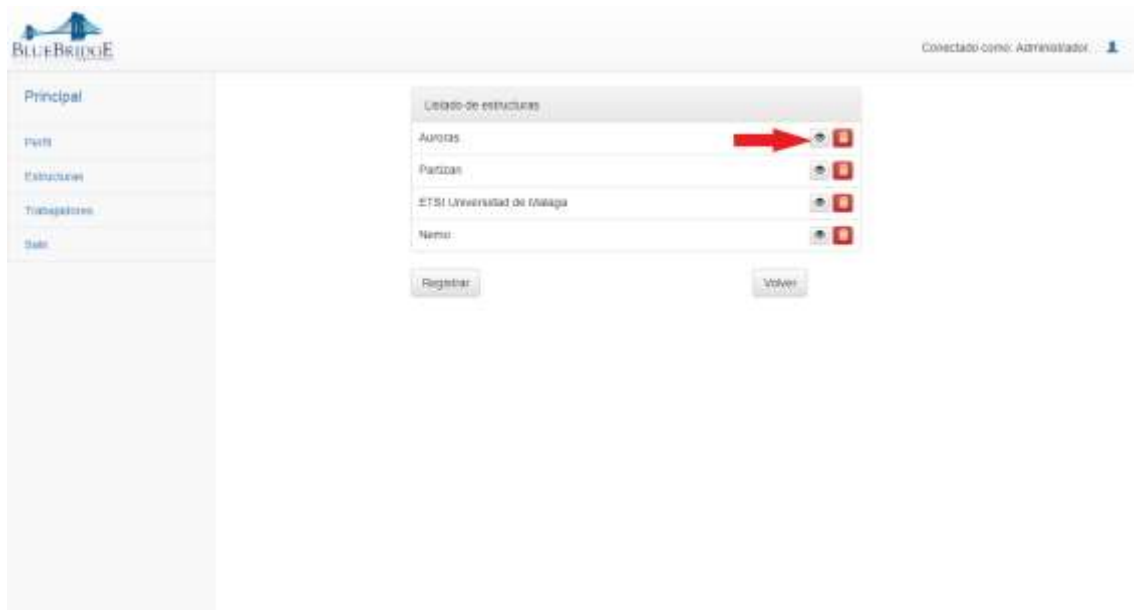 BLUEBRIDGE
Conectado como: Administrador
Principal
Perfil
Estructuras
Trabajadores
Salir
Listado de estructuras
Auroras
Partizan
ETSI Universidad de Málaga
Nemo
Registrar
Volver